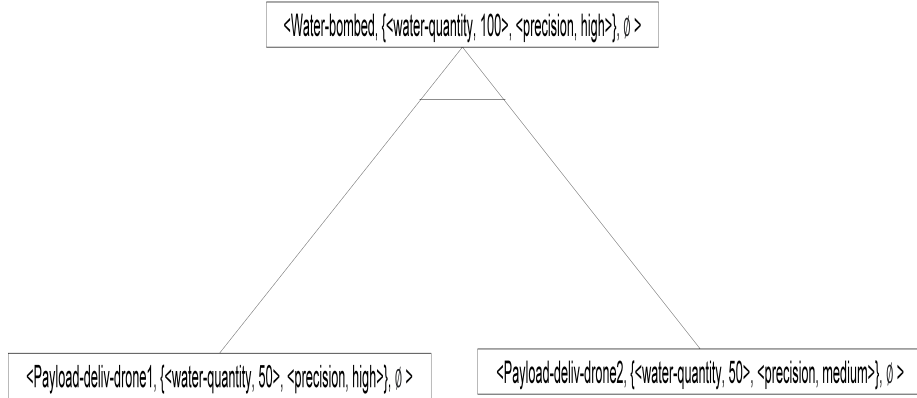 <Water-bombed, {<water-quantity, 100>, <precision, high>}, ∅ >
<Payload-deliv-drone1, {<water-quantity, 50>, <precision, high>}, ∅ >
<Payload-deliv-drone2, {<water-quantity, 50>, <precision, medium>}, ∅ >